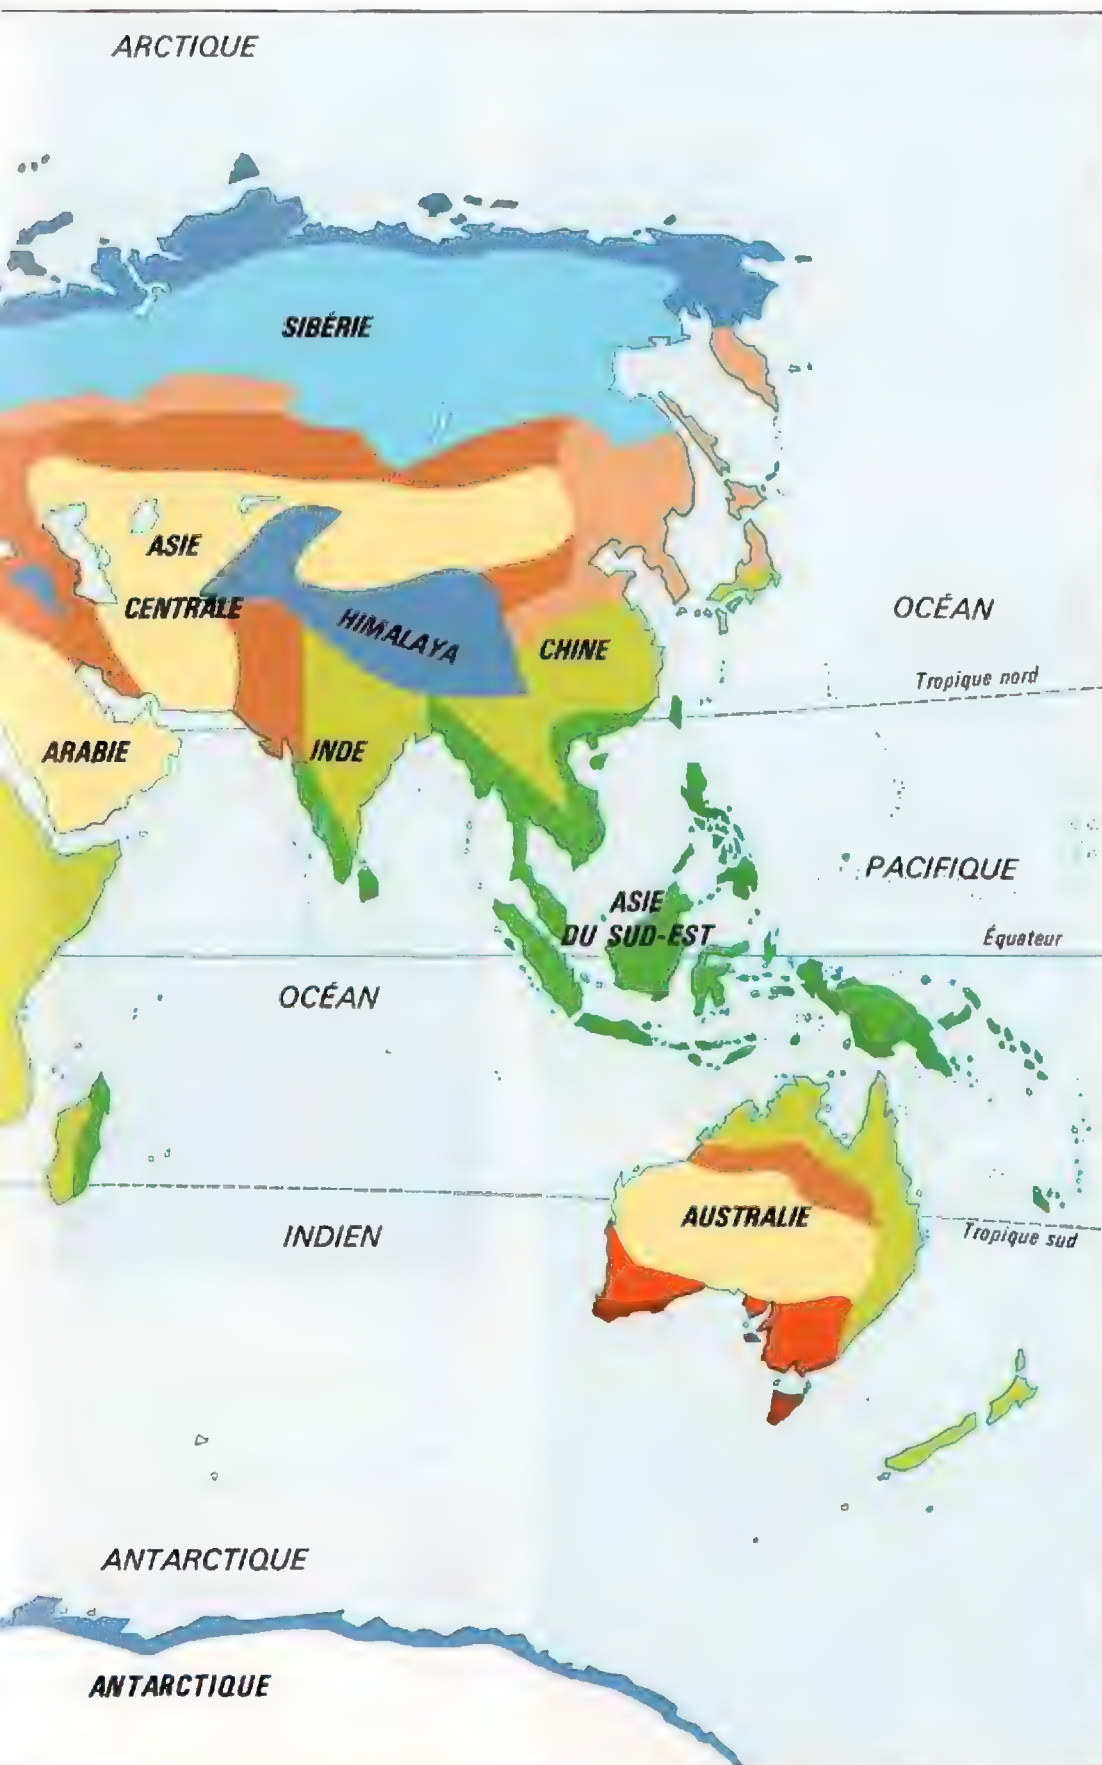 ARCTIQUE
SIBÉRIE
ASIE
CENTRALE
HIMALAYA
CHINE
OCÉAN
Tropique nord
ARABIE
INDE
PACIFIQUE
ASIE
DU SUD-EST
Équateur
OCÉAN
AUSTRALIE
INDIEN
Tropique sud
ANTARCTIQUE
ANTARCTIQUE